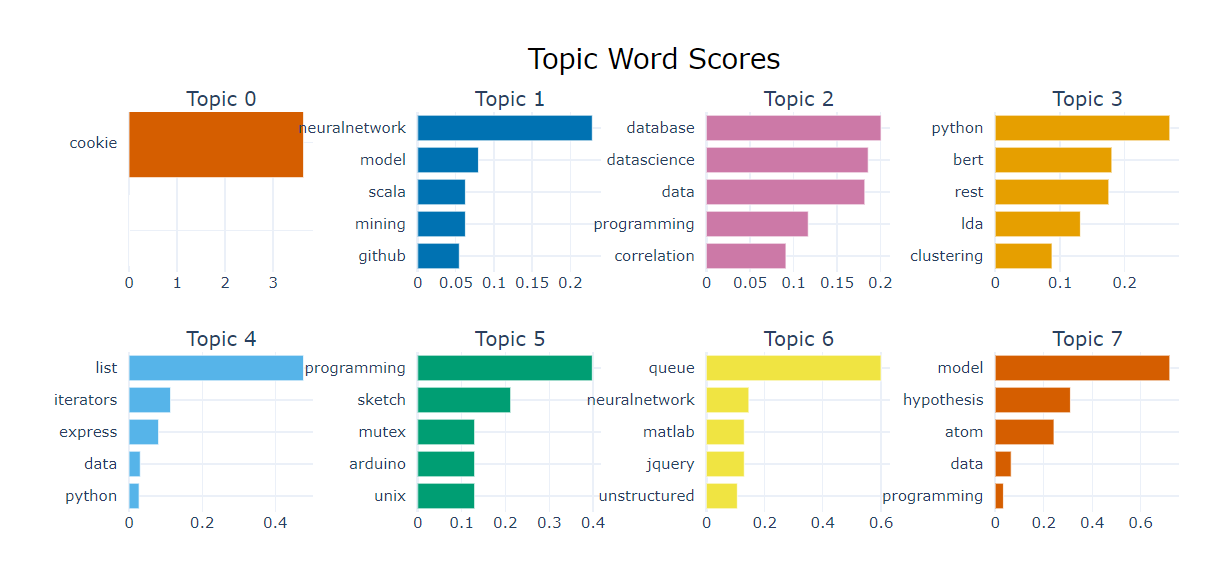 Topic Word Scores
Topic 0
cookie
0 1 2 3
Topic 1
neuralnetwork
model
scala
mining
github
0 0.05 0.1 0.15 0.2
Topic 2
database
datascience
data
programming
correlation
0 0.05 0.1 0.15 0.2
Topic 3
python
bert
rest
lda
clustering
0 0.1 0.2
Topic 4
list
iterators
express
data
python
0 0.2 0.4
Topic 5
programming
sketch
mutex
arduino
unix
0 0.1 0.2 0.3 0.4
Topic 6
queue
neuralnetwork
matlab
jquery
unstructured
0 0.2 0.4 0.6
Topic 7
model
hypothesis
atom
data
programming
0 0.2 0.4 0.6